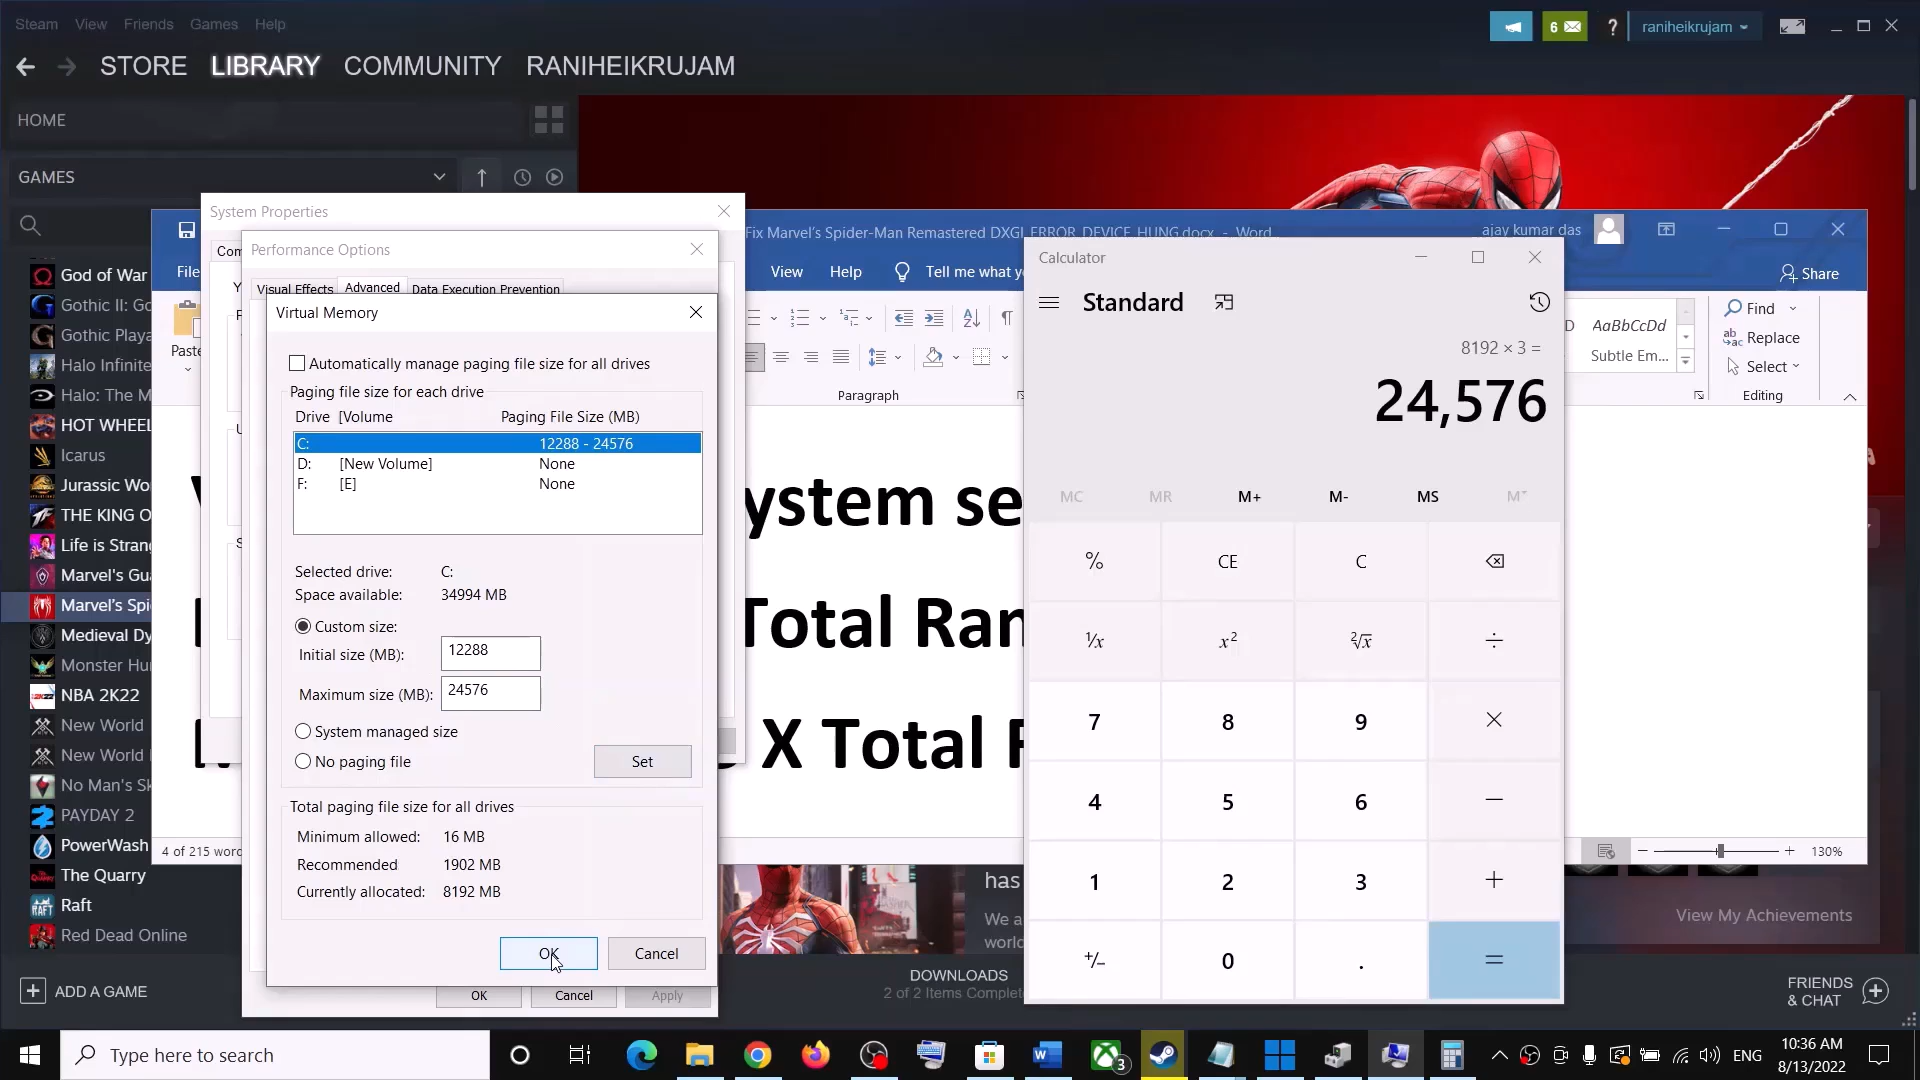 Steam View Friends Games Help
6
?
raniheikrujam
STORE LIBRARY COMMUNITY RANIHEIKRUJAM
HOME
GAMES
God of War
Gothic II: Go
Gothic Playa
Halo Infinite
Halo: The M
HOT WHEEL
Icarus
Jurassic Wo
THE KING O
Life is Strang
Marvel's Gua
Marvel's Spi
Medieval Dy
Monster Hu
NBA 2K22
New World
New World
No Man's Sk
PAYDAY 2
PowerWash
The Quarry
Raft
Red Dead Online
ADD A GAME
System Properties
Com
Performance Options
Visual Effects Advanced Data Execution Prevention
Virtual Memory
Automatically manage paging file size for all drives
Paging file size for each drive
Drive [Volume Paging File Size (MB)
C: 12288 - 24576
D: [New Volume] None
F: [E] None
Selected drive: C:
Space available: 34994 MB
Custom size:
Initial size (MB): 12288
Maximum size (MB): 24576
System managed size
No paging file
Set
Total paging file size for all drives
Minimum allowed: 16 MB
Recommended 1902 MB
Currently allocated: 8192 MB
OK Cancel
OK Cancel Apply
Fix Marvel's Spider-Man Remastered DXGI_ERROR_DEVICE_HUNG.docx - Word
ajay kumar das
File
View Help Tell me what yo
Share
Paste
Paragraph
AaBbCcDd
Subtle Em...
Find
Replace
Select
Editing
ystem se
Total Ran
X Total
4 of 215 word
130%
Calculator
Standard
8192 × 3 =
24,576
MC MR M+ M- MS M
% CE C
1/x x² ²√x ÷
7 8 9 ×
4 5 6 −
1 2 3 +
+/− 0 . =
has
We a
world
View My Achievements
DOWNLOADS
2 of 2 Items Complet
FRIENDS
& CHAT
Type here to search
3
ENG
10:36 AM
8/13/2022